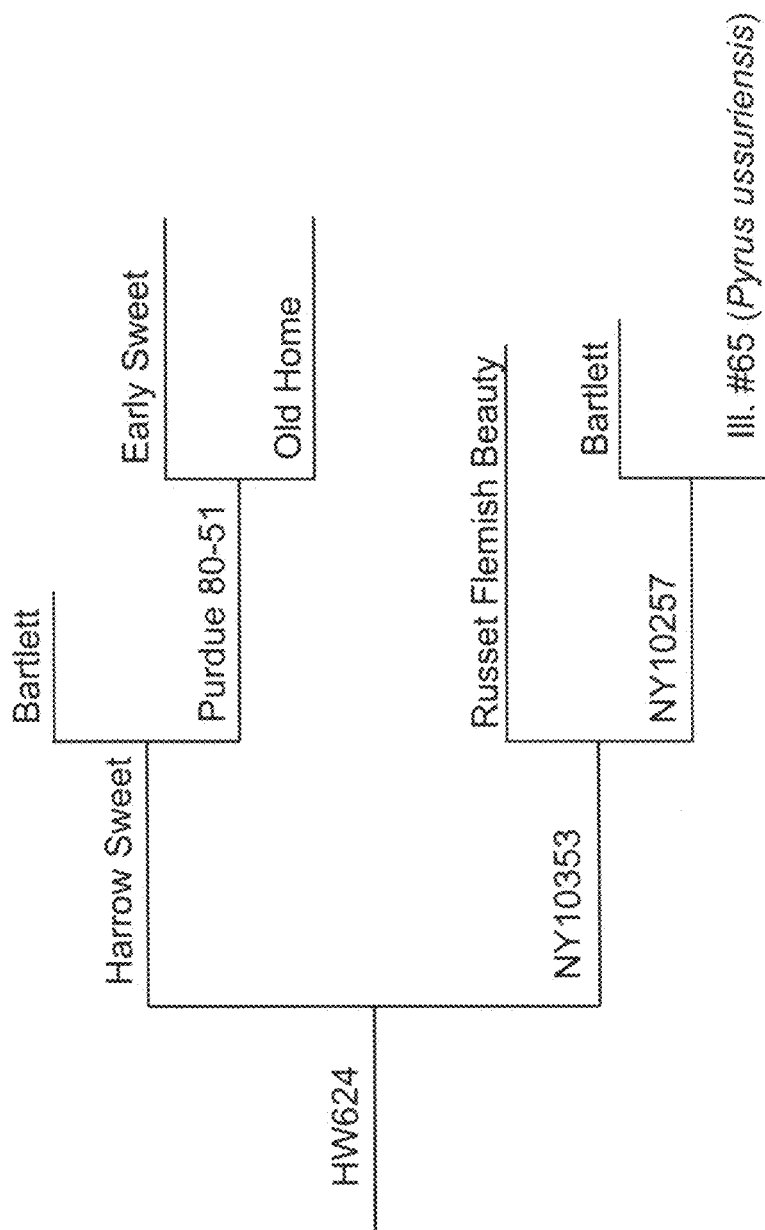 Bartlett
Early Sweet
Harrow Sweet
Purdue 80-51
Old Home
HW624
Russet Flemish Beauty
NY10353
Bartlett
NY10257
Ill. #65 (Pyrus ussuriensis)